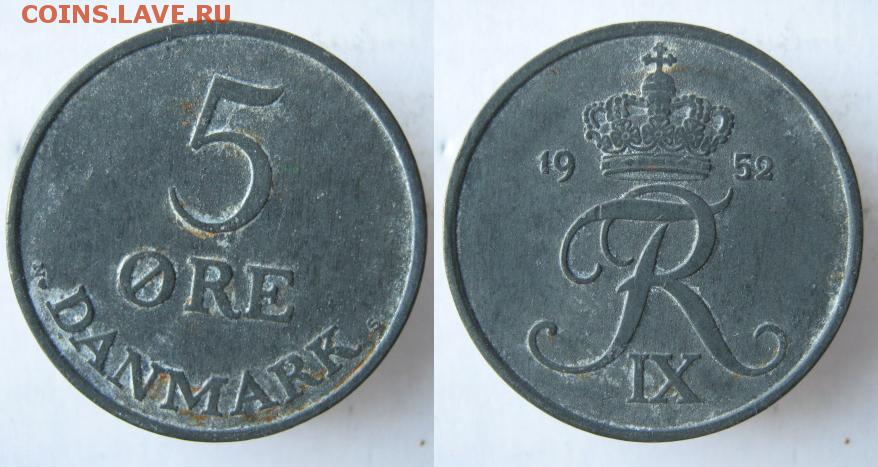 COINS.LAVE.RU
5
ØRE
N. DANMARK S
19 52
FR
IX